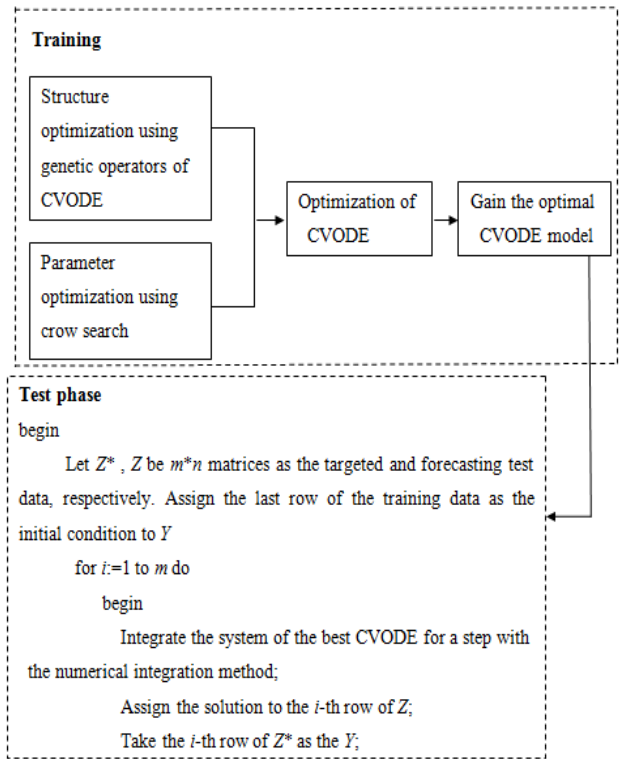 Training
Structure
optimization using
genetic operators of
CVODE
Parameter
optimization using
crow search
Optimization of
CVODE
Gain the optimal
CVODE model
Test phase
begin
Let Z* , Z be m*n matrices as the targeted and forecasting test
data, respectively. Assign the last row of the training data as the
initial condition to Y
for i:=1 to m do
begin
Integrate the system of the best CVODE for a step with
the numerical integration method;
Assign the solution to the i-th row of Z;
Take the i-th row of Z* as the Y;